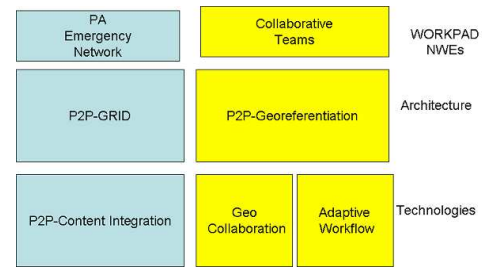 PA
Emergency
Network
Collaborative
Teams
WORKPAD
NWEs
P2P-GRID
P2P-Georeferentiation
Architecture
P2P-Content Integration
Geo
Collaboration
Adaptive
Workflow
Technologies